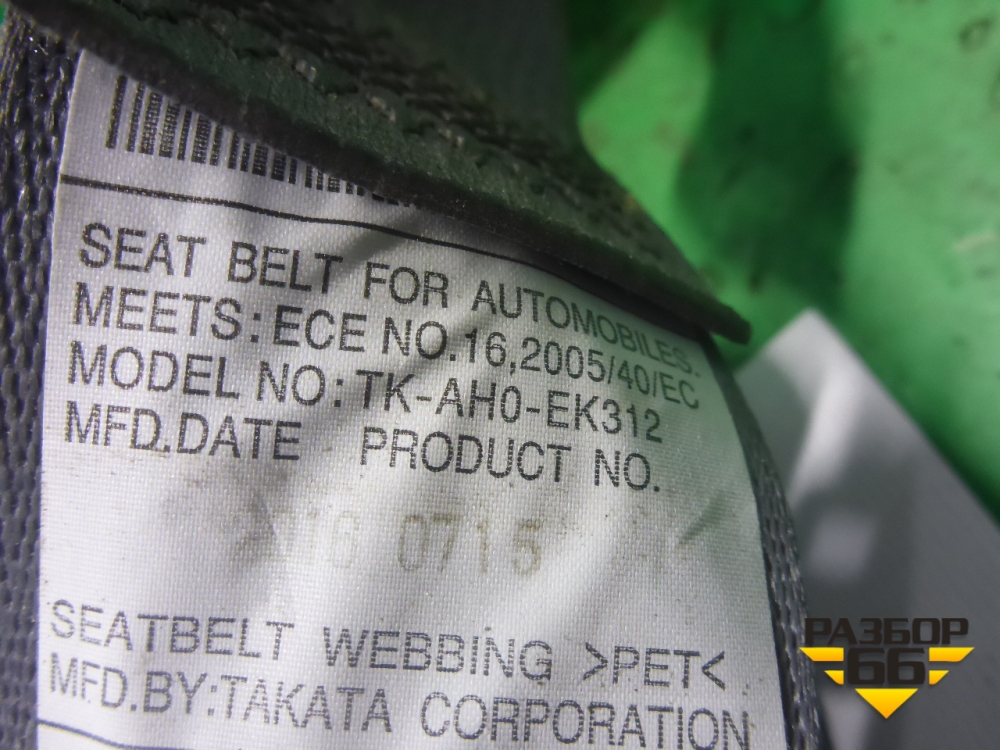 SEAT BELT FOR AUTOMOBILES.
MEETS:ECE NO.16,2005/40/EC
MODEL NO:TK-AH0-EK312
MFD.DATE PRODUCT NO.
0715
SEATBELT WEBBING >PET<
MFD.BY:TAKATA CORPORATION
РАЗБОР
66